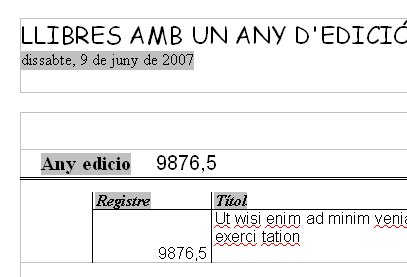 LLIBRES AMB UN ANY D'EDICIÓ
dissabte, 9 de juny de 2007
Any edicio 9876,5
Registre Títol
Ut wisi enim ad minim venia
exerci tation
9876,5